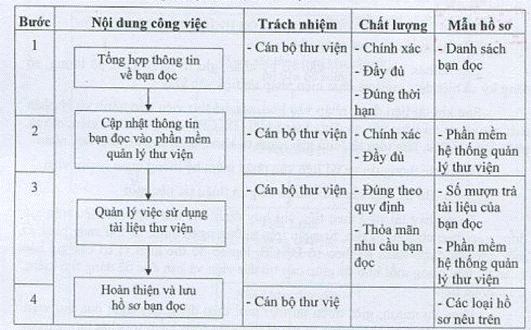 Bước Nội dung công việc Trách nhiệm Chất lượng Mẫu hồ sơ
1
Tổng hợp thông tin
về bạn đọc
- Cán bộ thư viện
- Chính xác
- Đầy đủ
- Đúng thời
hạn
- Danh sách
bạn đọc
2
Cập nhật thông tin
bạn đọc vào phần mềm
quản lý thư viện
- Cán bộ thư viện
- Chính xác
- Đầy đủ
- Phần mềm
hệ thống quản
lý thư viện
3
Quản lý việc sử dụng
tài liệu thư viện
- Cán bộ thư viện
- Đúng theo
quy định
- Thỏa mãn
nhu cầu bạn
đọc
- Số mượn trả
tài liệu của
bạn đọc
- Phần mềm
hệ thống quản
lý thư viện
4
Hoàn thiện và lưu
hồ sơ bạn đọc
- Cán bộ thư việ
- Các loại hồ
sơ nêu trên